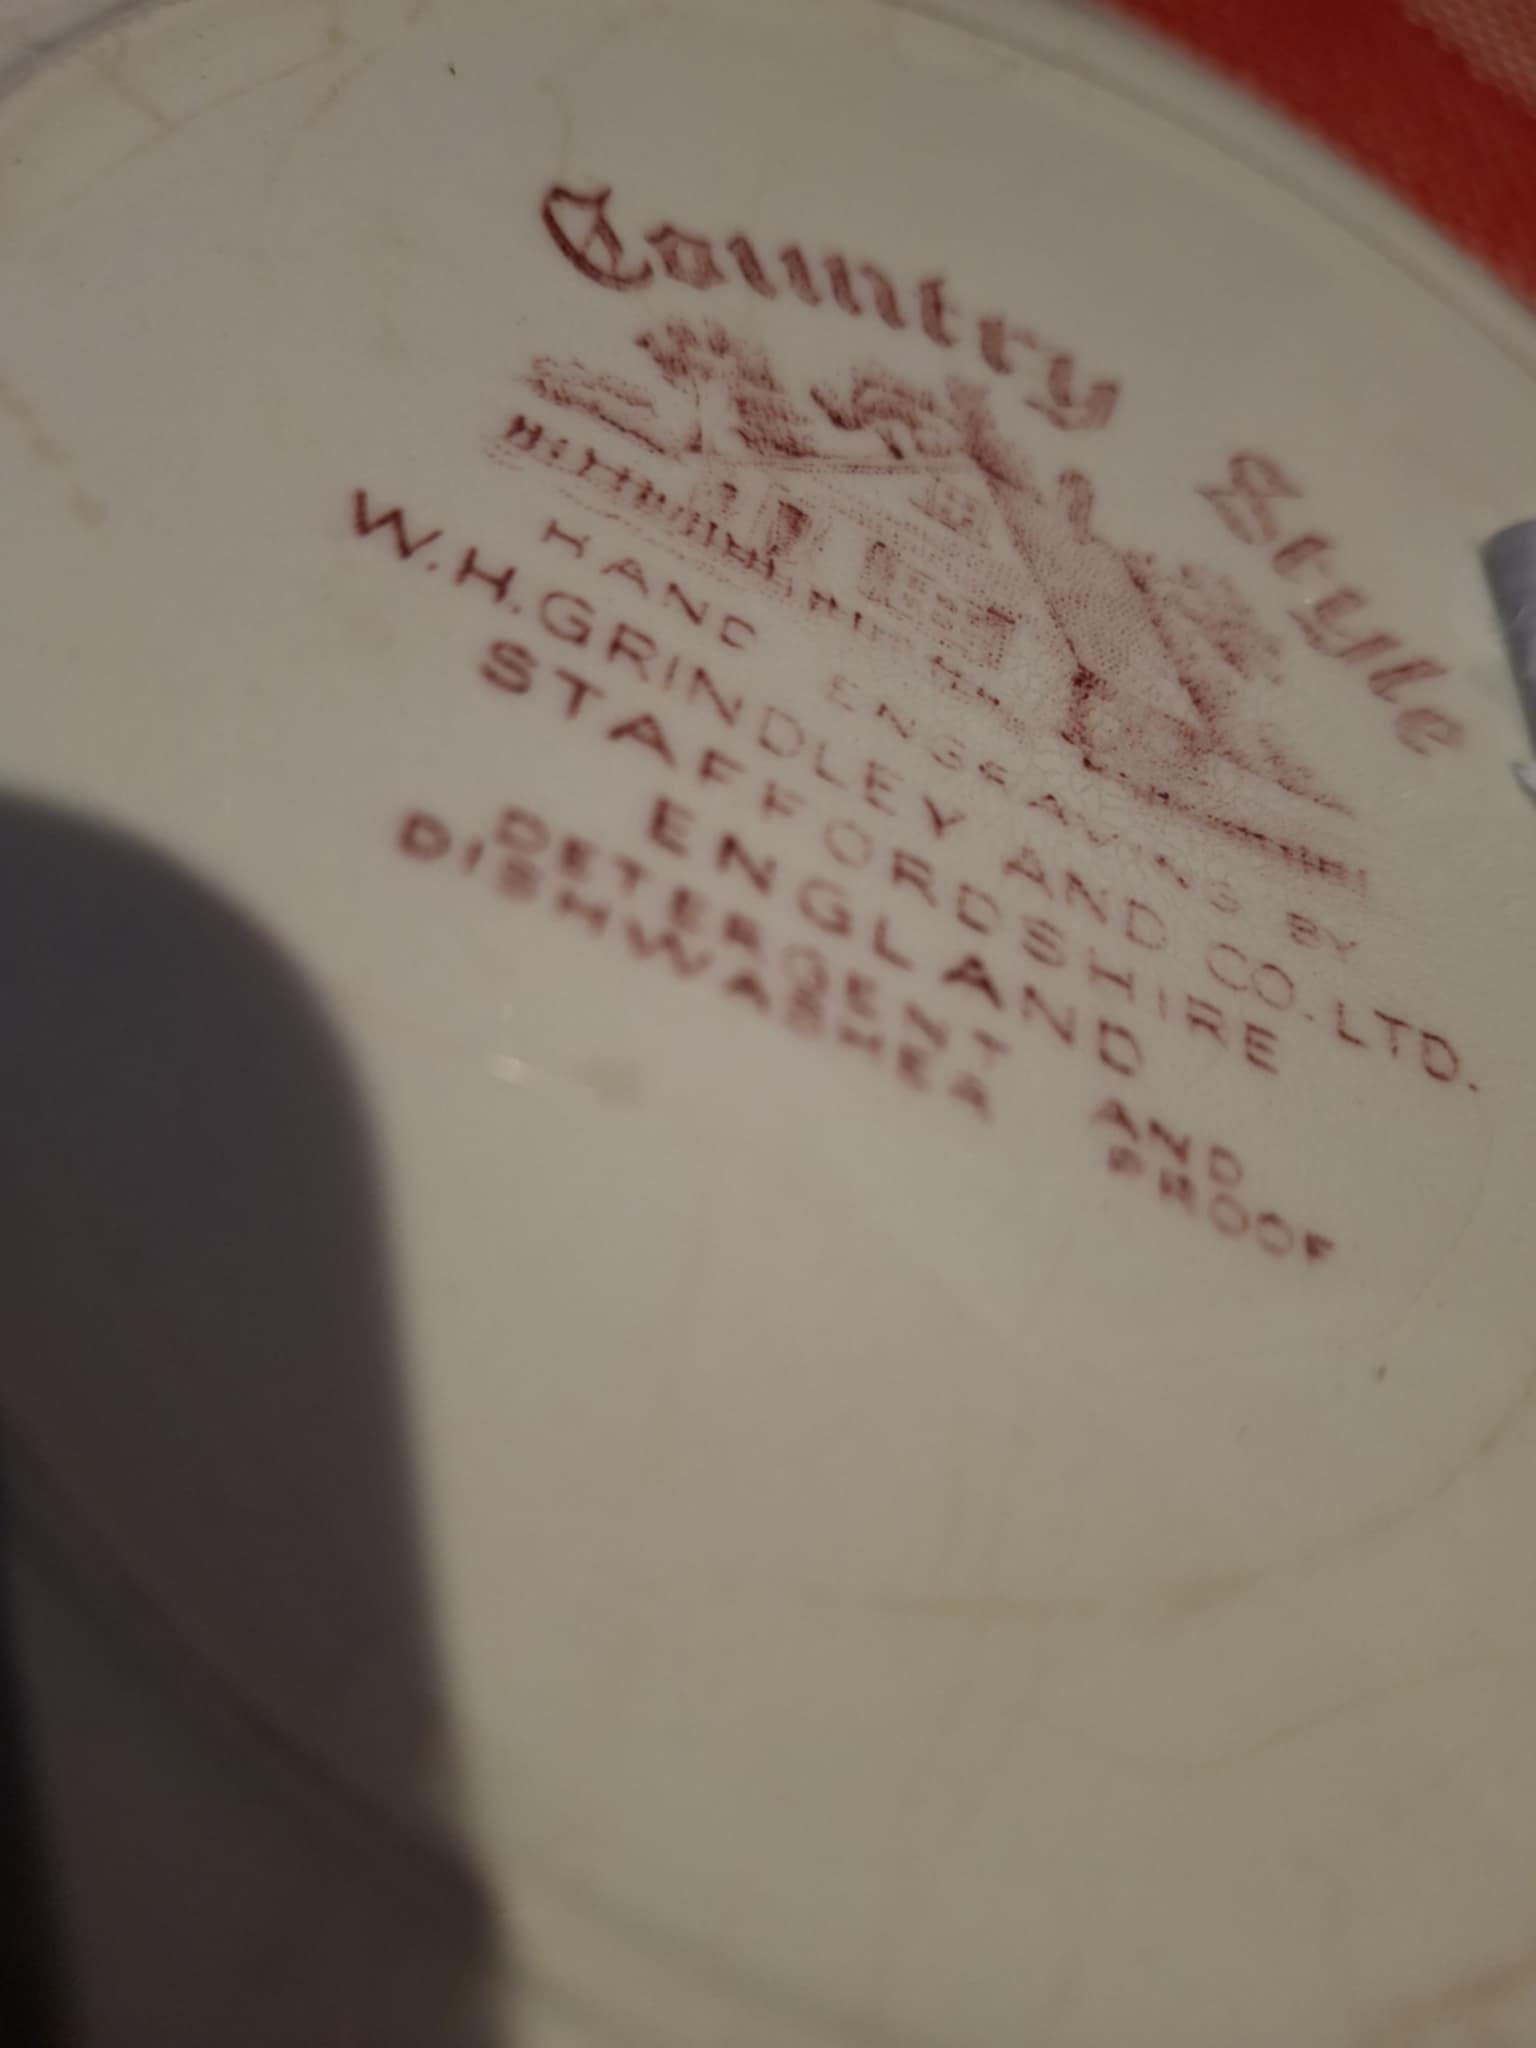 Country Style
HAND ENGRAVINGS BY
W.H.GRINDLEY AND CO.LTD.
STAFFORDSHIRE
ENGLAND
DETERGENT AND
DISHWASHER PROOF